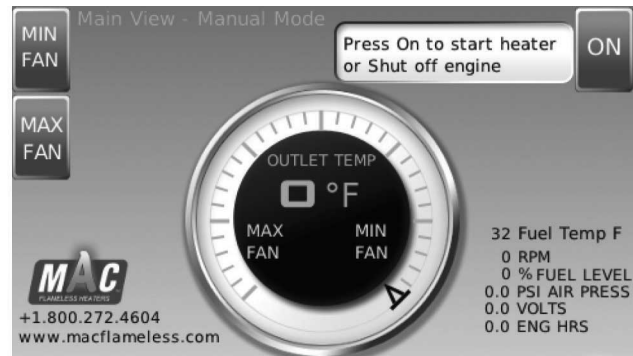 Main View - Manual Mode
MIN
FAN
Press On to start heater
or Shut off engine
ON
MAX
FAN
OUTLET TEMP
0 °F
MAX
FAN
MIN
FAN
MAC
FLAMELESS HEATERS
+1.800.272.4604
www.macflameless.com
32 Fuel Temp F
0 RPM
0 % FUEL LEVEL
0.0 PSI AIR PRESS
0.0 VOLTS
0.0 ENG HRS